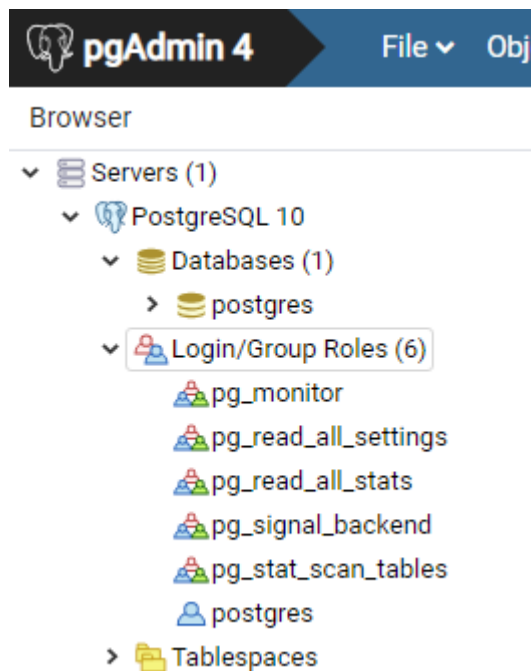 pgAdmin 4 File Obj
Browser
Servers (1)
PostgreSQL 10
Databases (1)
postgres
Login/Group Roles (6)
pg_monitor
pg_read_all_settings
pg_read_all_stats
pg_signal_backend
pg_stat_scan_tables
postgres
Tablespaces